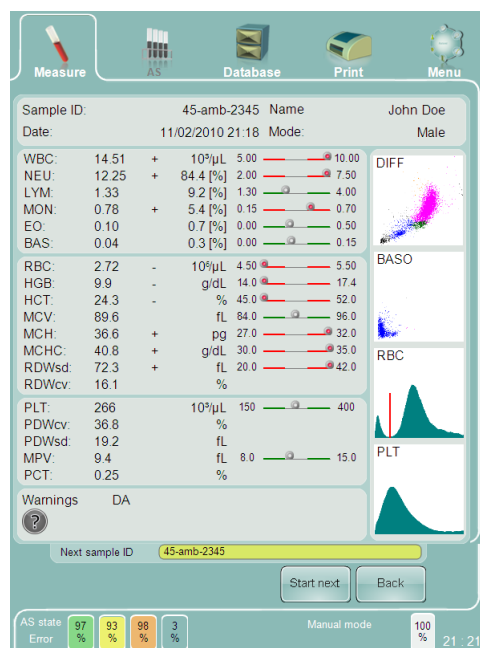 Measure AS Database Print Menu
Sample ID: 45-amb-2345 Name John Doe
Date: 11/02/2010 21:18 Mode: Male
WBC: 14.51 + 10³/µL 5.00 10.00
NEU: 12.25 + 84.4 [%] 2.00 7.50
LYM: 1.33 9.2 [%] 1.30 4.00
MON: 0.78 + 5.4 [%] 0.15 0.70
EO: 0.10 0.7 [%] 0.00 0.50
BAS: 0.04 0.3 [%] 0.00 0.15
DIFF
RBC: 2.72 - 10⁶/µL 4.50 5.50
HGB: 9.9 - g/dL 14.0 17.4
HCT: 24.3 - % 45.0 52.0
MCV: 89.6 fL 84.0 96.0
MCH: 36.6 + pg 27.0 32.0
MCHC: 40.8 + g/dL 30.0 35.0
RDWsd: 72.3 + fL 20.0 42.0
RDWcv: 16.1 %
BASO
RBC
PLT: 266 10³/µL 150 400
PDWcv: 36.8 %
PDWsd: 19.2 fL
MPV: 9.4 fL 8.0 15.0
PCT: 0.25 %
PLT
Warnings DA
?
Next sample ID 45-amb-2345
Start next Back
AS state 97 % 93 % 98 % 3 % Manual mode 100 %
Error 21:21